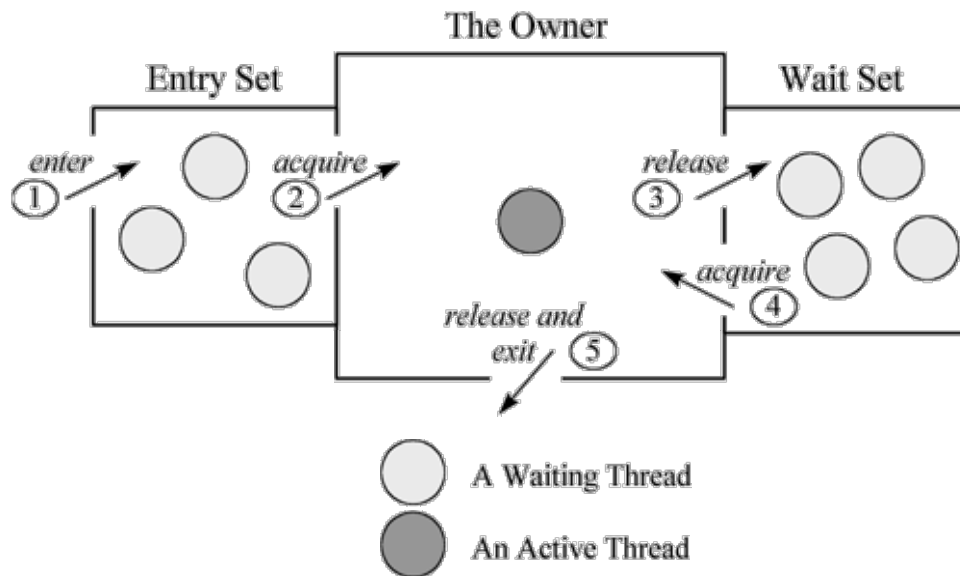 The Owner
Entry Set
Wait Set
enter
1
acquire
2
release
3
acquire
4
release and
exit
5
A Waiting Thread
An Active Thread